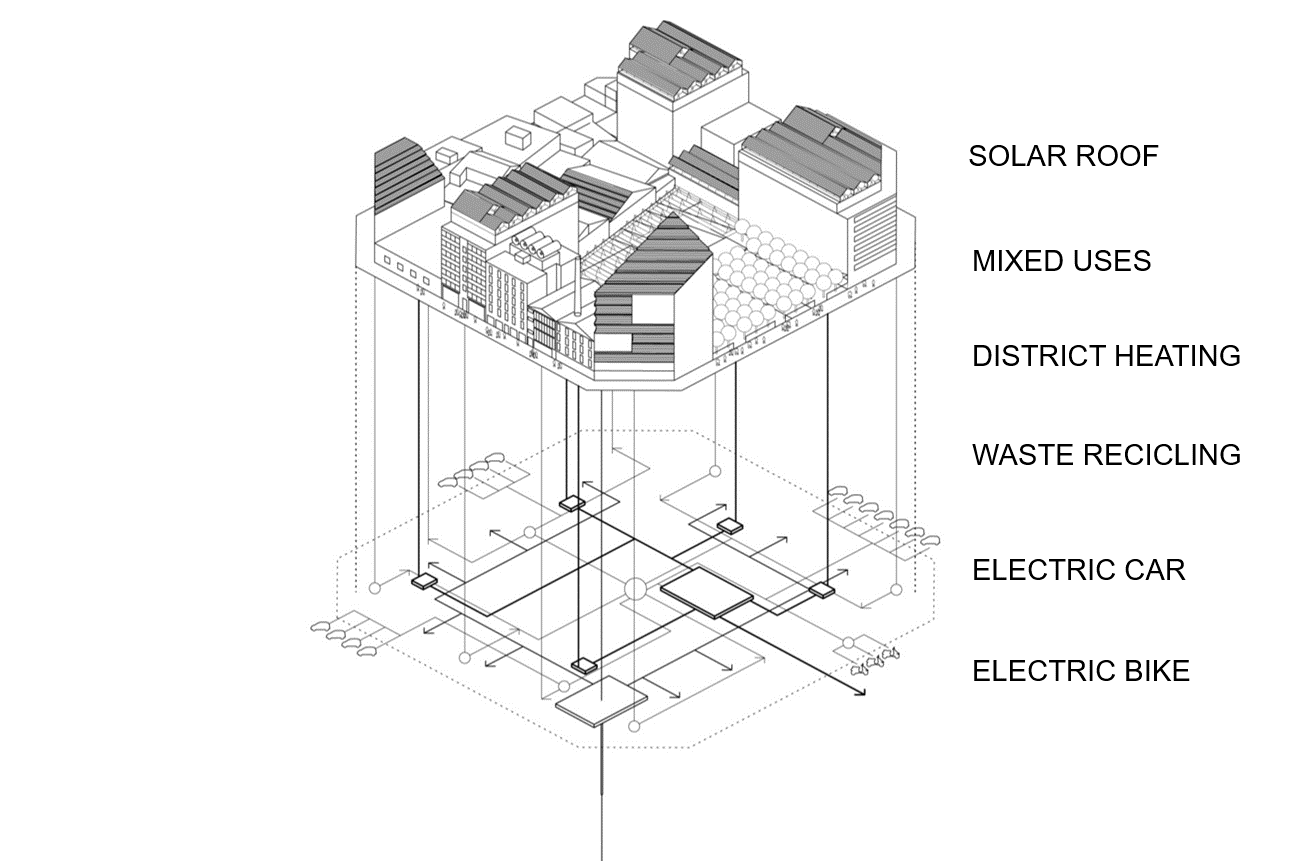 SOLAR ROOF
MIXED USES
DISTRICT HEATING
WASTE RECICLING
ELECTRIC CAR
ELECTRIC BIKE